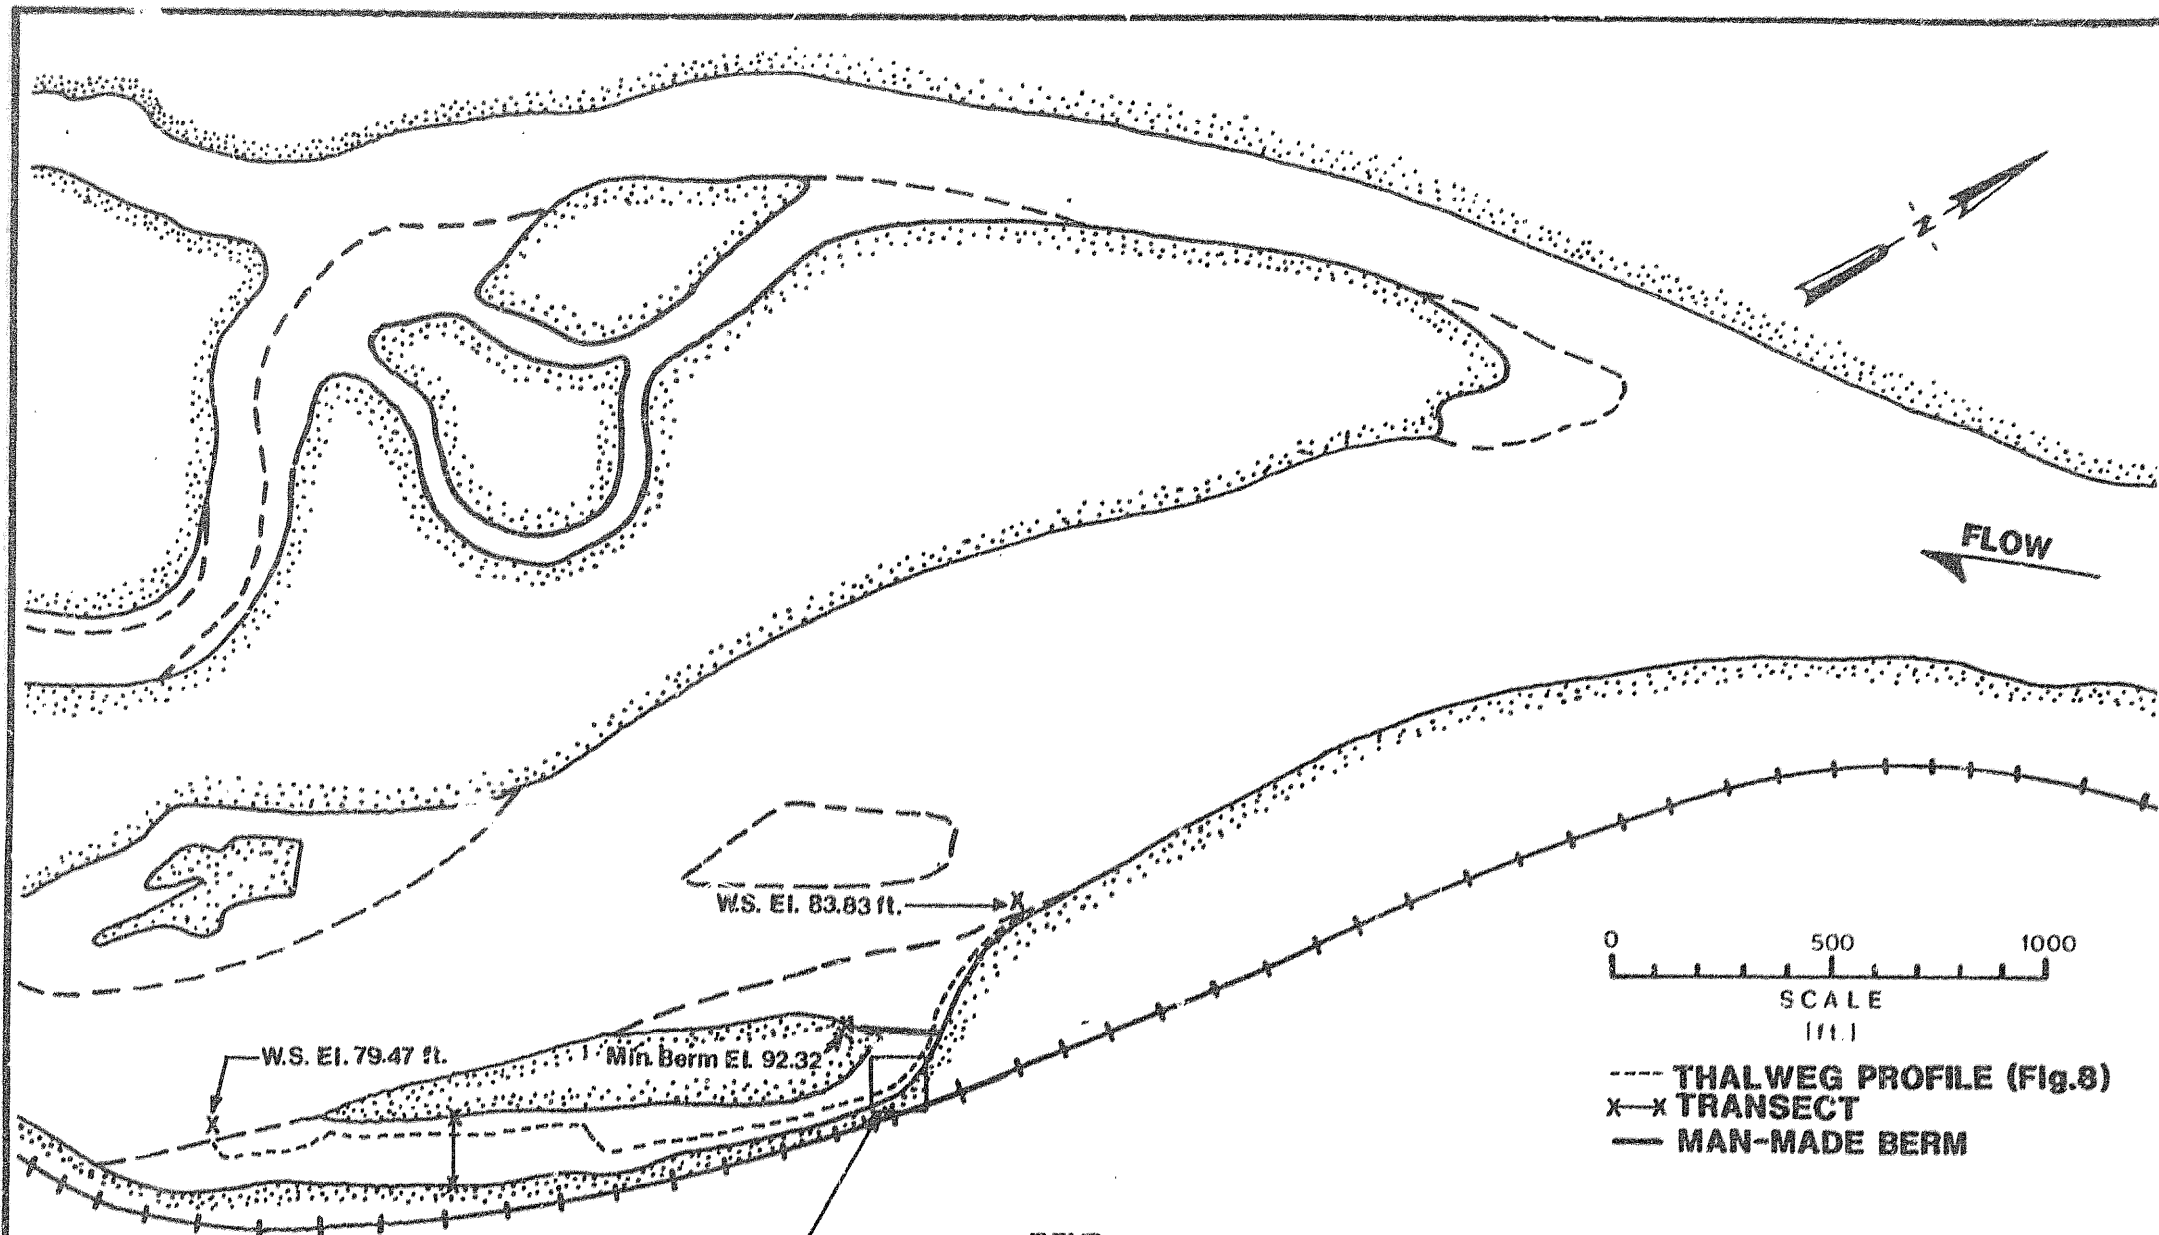 N
FLOW
W.S. El. 83.83 ft.
0 500 1000
SCALE
(ft.)
W.S. El. 79.47 ft.
Min. Berm El. 92.32
THALWEG PROFILE (Fig.8)
X—X TRANSECT
MAN-MADE BERM